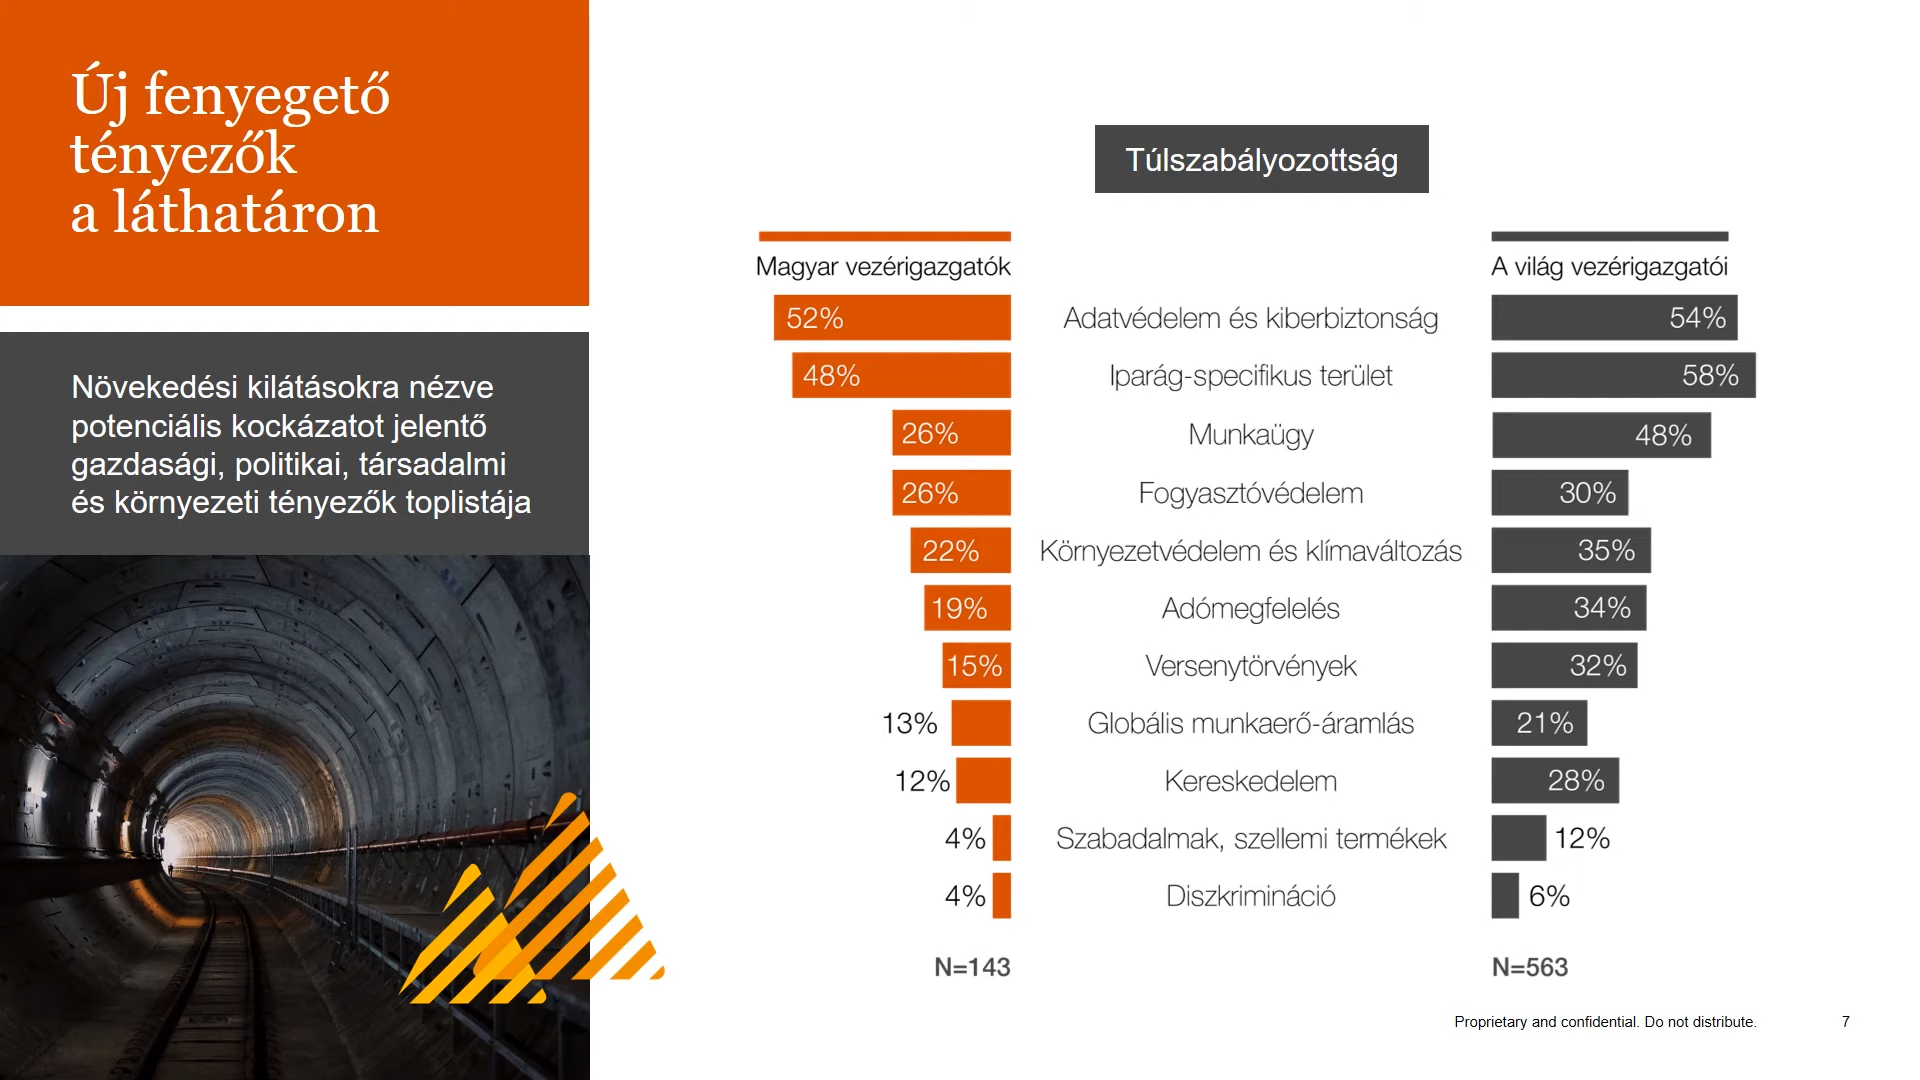 Új fenyegető
tényezők
a láthatáron
Növekedési kilátásokra nézve
potenciális kockázatot jelentő
gazdasági, politikai, társadalmi
és környezeti tényezők toplistája
Túlszabályozottság
Magyar vezérigazgatók
A világ vezérigazgatói
52% Adatvédelem és kiberbiztonság 54%
48% Iparág-specifikus terület 58%
26% Munkaügy 48%
26% Fogyasztóvédelem 30%
22% Környezetvédelem és klímaváltozás 35%
19% Adómegfelelés 34%
15% Versenytörvények 32%
13% Globális munkaerő-áramlás 21%
12% Kereskedelem 28%
4% Szabadalmak, szellemi termékek 12%
4% Diszkrimináció 6%
N=143 N=563
Proprietary and confidential. Do not distribute. 7